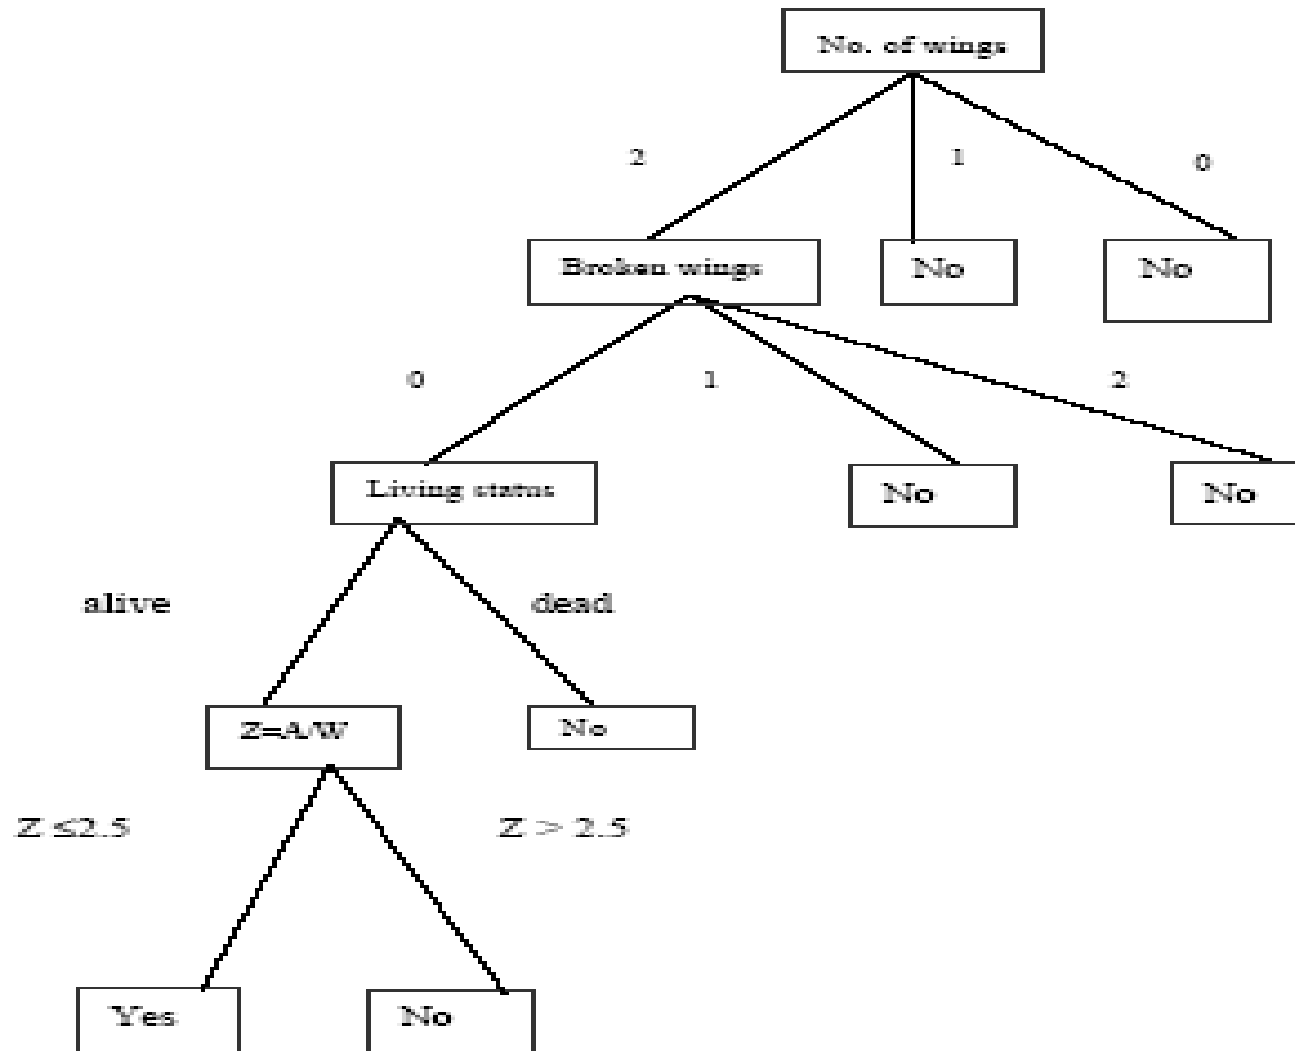 No. of wings
2 1 0
Broken wings No No
0 1 2
Living status No No
alive dead
Z=A/W No
Z ≤2.5 Z > 2.5
Yes No